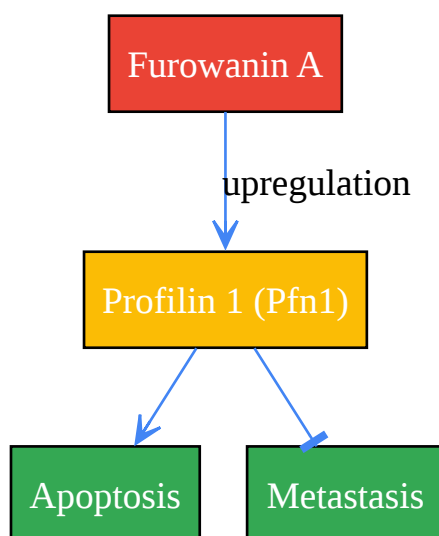 Furowanin A
upregulation
Profilin 1 (Pfn1)
Apoptosis
Metastasis